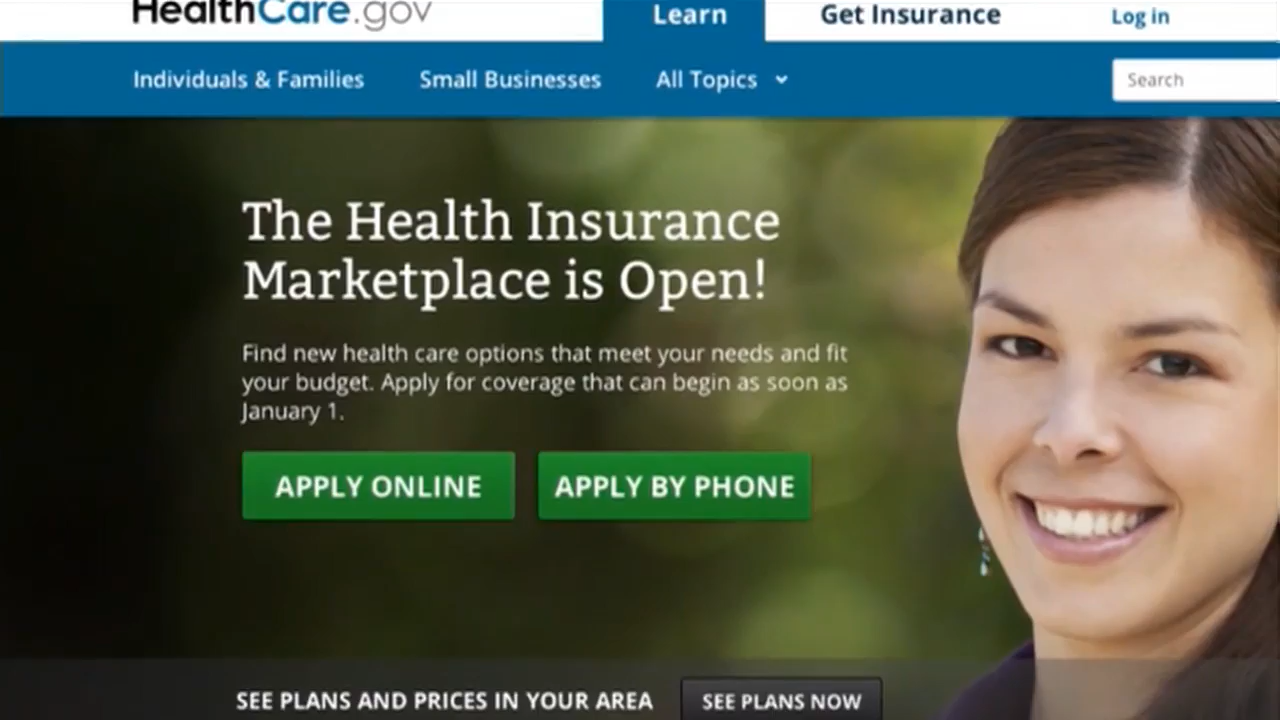 HealthCare.gov
Learn
Get Insurance
Log in
Individuals & Families
Small Businesses
All Topics
Search
The Health Insurance
Marketplace is Open!
Find new health care options that meet your needs and fit
your budget. Apply for coverage that can begin as soon as
January 1.
APPLY ONLINE
APPLY BY PHONE
SEE PLANS AND PRICES IN YOUR AREA
SEE PLANS NOW